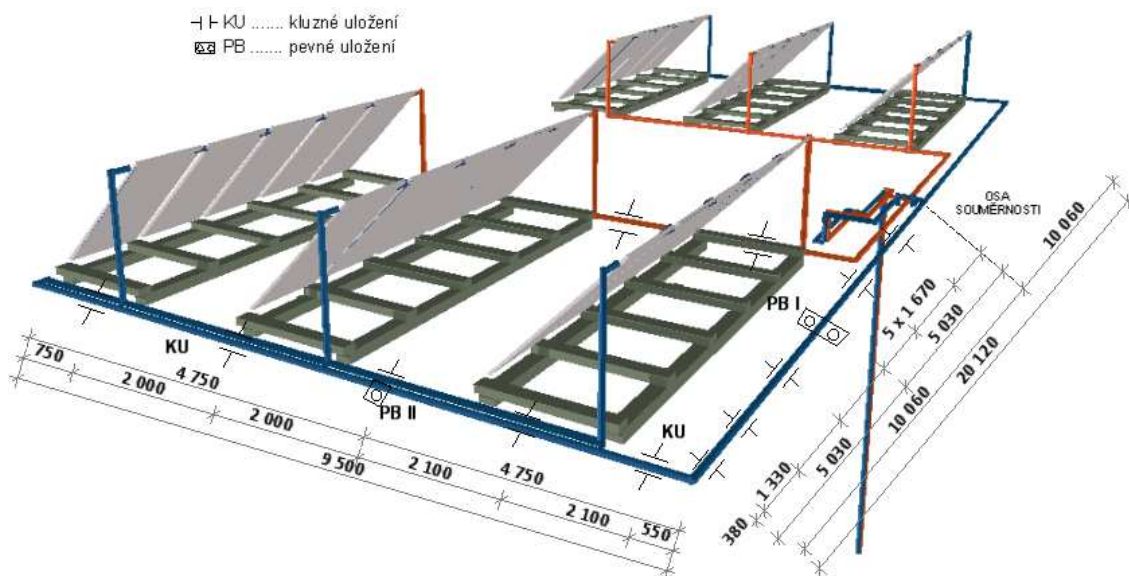 KU ....... kluzné uložení
PB ....... pevné uložení
OSA
SOUMĚRNOSTI
10 060
PB I
5 x 1 670
5 030
20 120
10 060
KU
750
4 750
2 000
PB II
2 000
9 500
2 100
4 750
KU
2 100
550
5 030
1 330
380